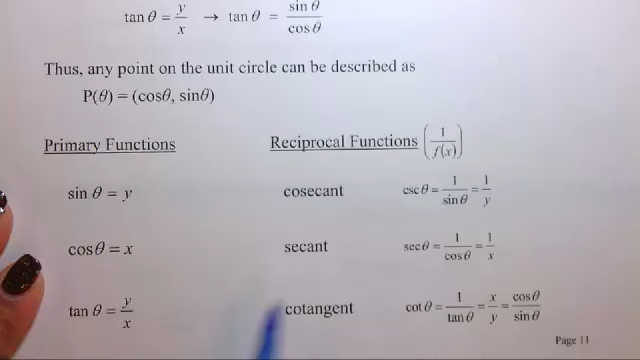 tan θ = y/x → tan θ = sin θ/cos θ
Thus, any point on the unit circle can be described as
P(θ) = (cosθ, sinθ)
Primary Functions Reciprocal Functions (1/f(x))
sin θ = y cosecant csc θ = 1/sin θ = 1/y
cos θ = x secant sec θ = 1/cos θ = 1/x
tan θ = y/x cotangent cot θ = 1/tan θ = x/y = cos θ/sin θ
Page 11